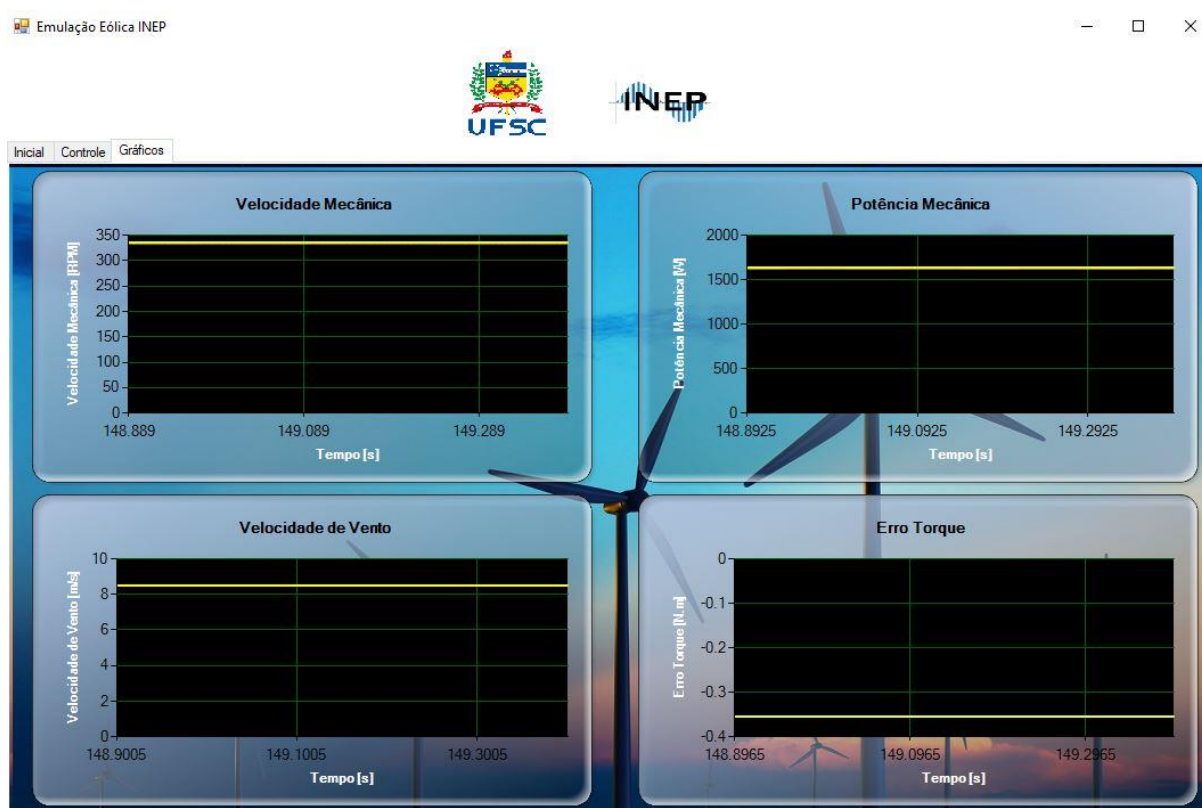 Emulação Eólica INEP
UFSC
INEP
Inicial Controle Gráficos
Velocidade Mecânica
Velocidade Mecânica [RPM]
350
300
250
200
150
100
50
0
148.889 149.089 149.289
Tempo [s]
Potência Mecânica
Potência Mecânica [W]
2000
1500
1000
500
0
148.8925 149.0925 149.2925
Tempo [s]
Velocidade de Vento
Velocidade de Vento [m/s]
10
8
6
4
2
0
148.9005 149.1005 149.3005
Tempo [s]
Erro Torque
Erro Torque [N.m]
0
-0.1
-0.2
-0.3
-0.4
148.8965 149.0965 149.2965
Tempo [s]